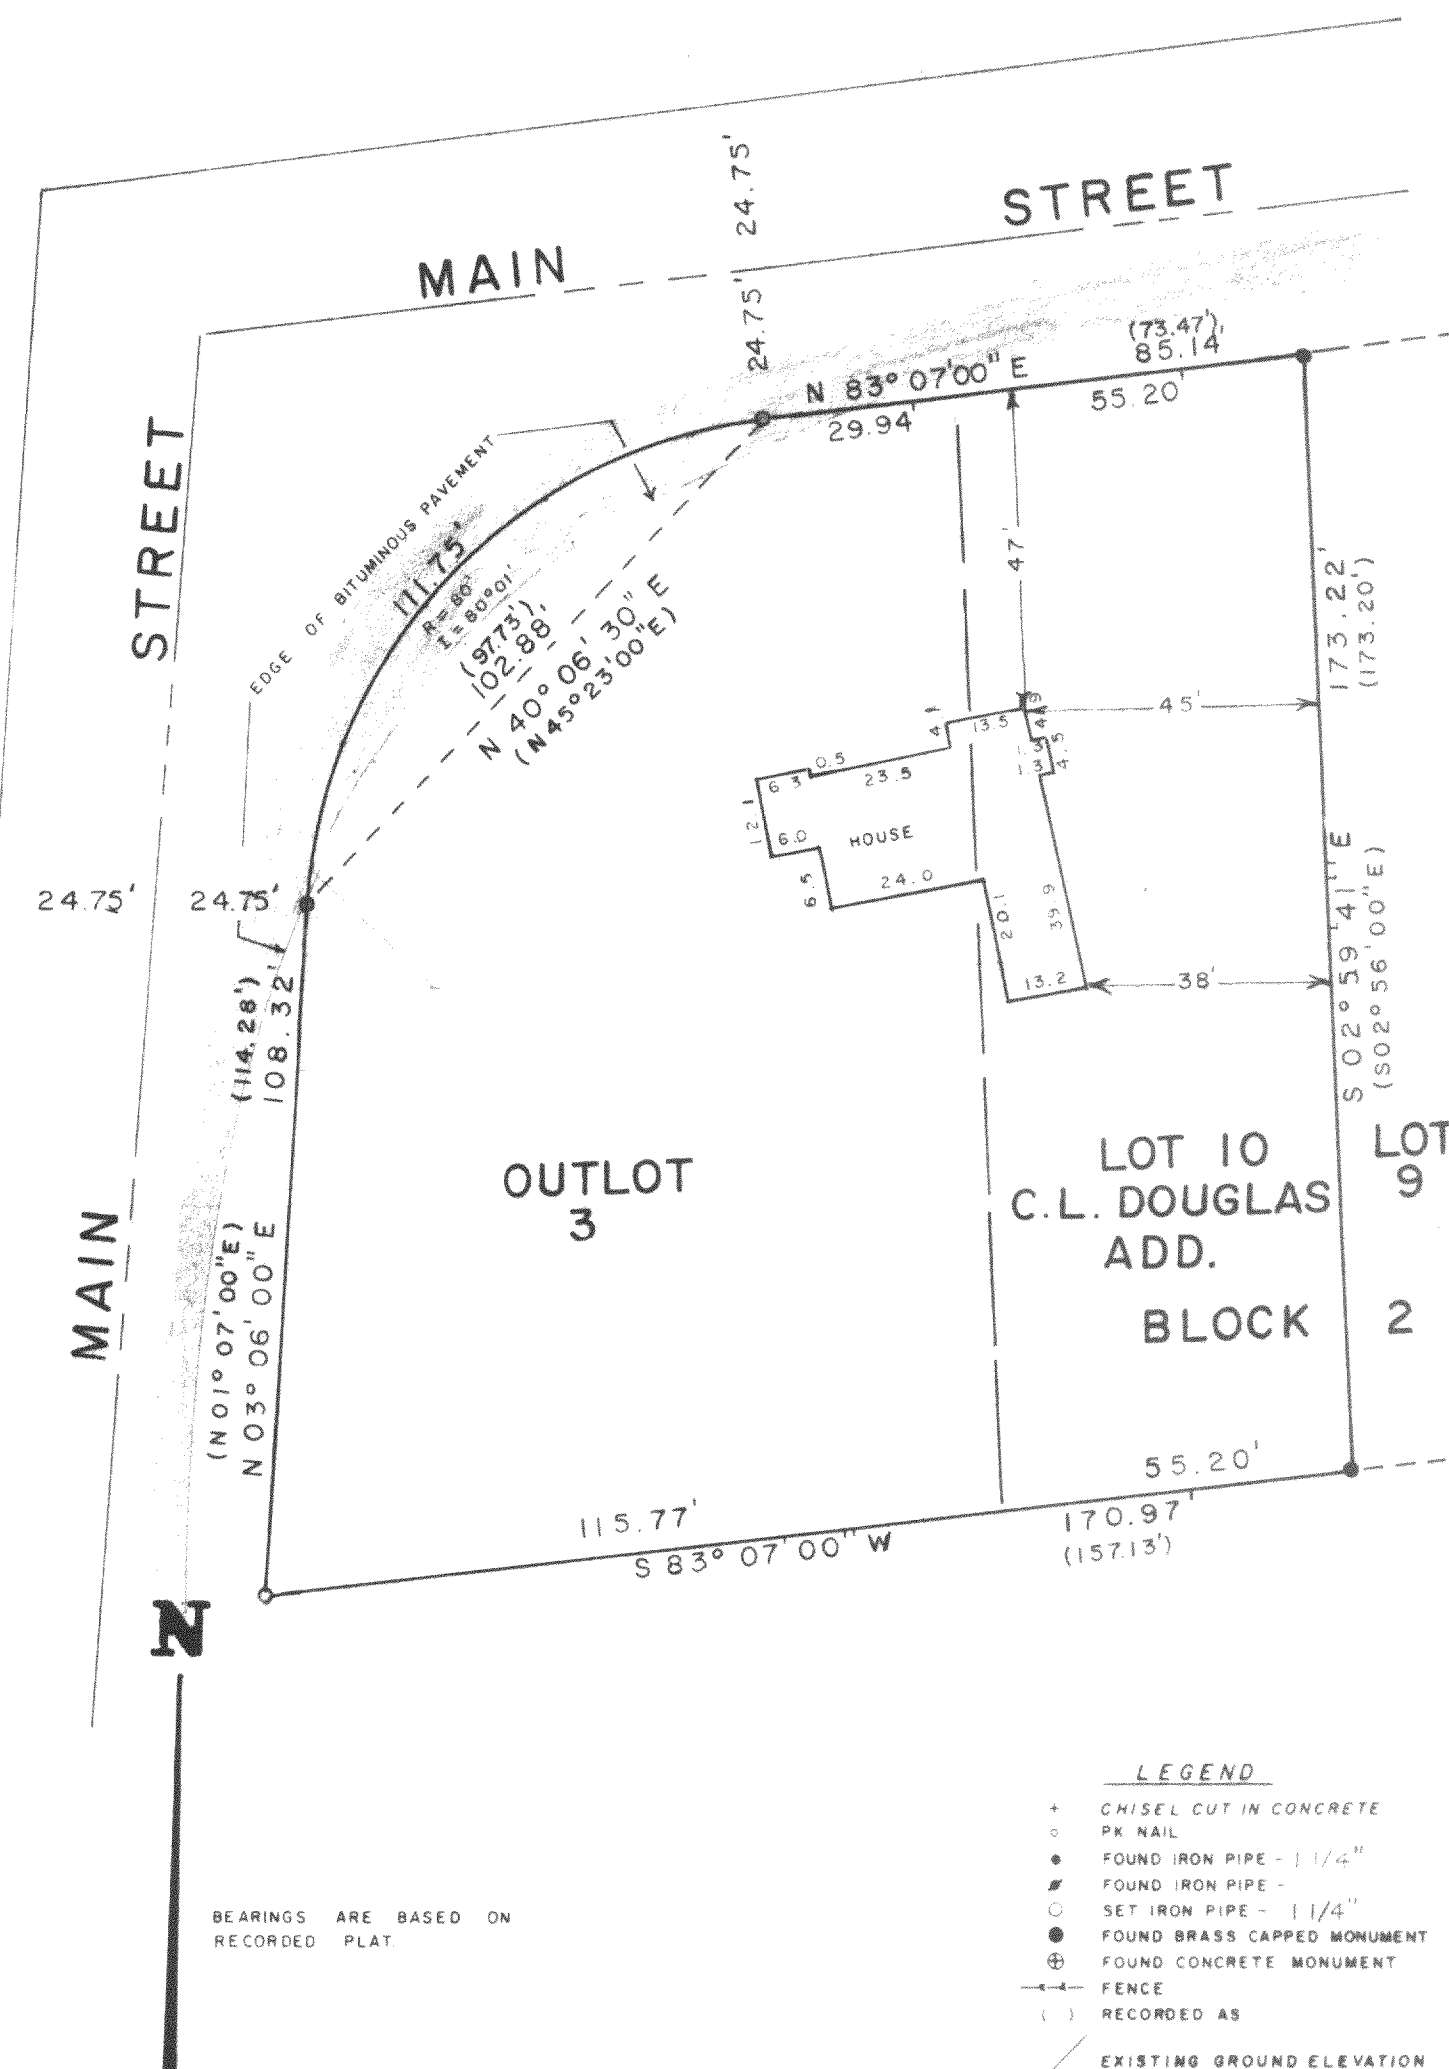 24.75'
STREET
MAIN
24.75'
(73.47')
85.14'
N 83° 07' 00" E
55.20'
29.94'
STREET
EDGE OF BITUMINOUS PAVEMENT
111.75'
R = 80'
I = 80°01'
(97.73')
102.88'
N 40° 06' 30" E
(N 45° 23' 00" E)
47'
173.22'
(173.20')
45'
4.1
13.5
4.9
1.3
1.3
4.5
0.5
6.3
23.5
12.1
6.0
HOUSE
6.5
24.0
20.1
39.9
13.2
38'
24.75'
24.75'
S 02° 59' 41" E
(S 02° 56' 00" E)
(114.28')
108.32'
OUTLOT
3
LOT 10
C.L. DOUGLAS
ADD.
LOT
9
BLOCK 2
MAIN
(N 01° 07' 00" E)
N 03° 06' 00" E
55.20'
115.77'
170.97'
(157.13')
S 83° 07' 00" W
N
LEGEND
+ CHISEL CUT IN CONCRETE
PK NAIL
FOUND IRON PIPE - 1 1/4"
FOUND IRON PIPE -
SET IRON PIPE - 1 1/4"
FOUND BRASS CAPPED MONUMENT
FOUND CONCRETE MONUMENT
FENCE
( ) RECORDED AS
EXISTING GROUND ELEVATION
BEARINGS ARE BASED ON
RECORDED PLAT.